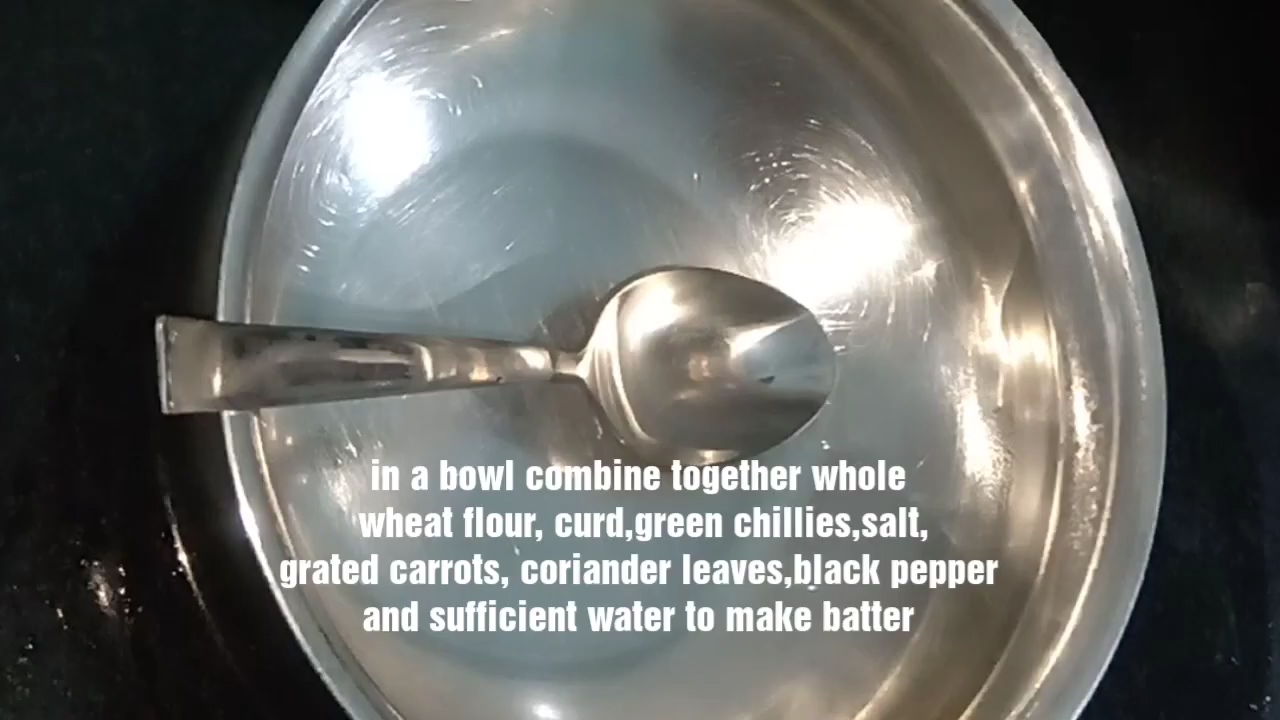 in a bowl combine together whole
wheat flour, curd,green chillies,salt,
grated carrots, coriander leaves,black pepper
and sufficient water to make batter